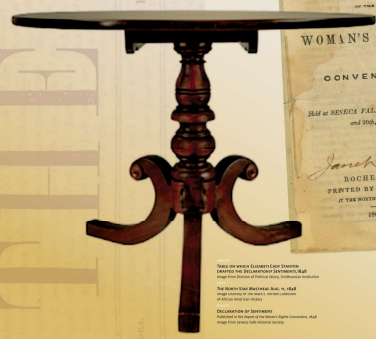 OF THE
WOMAN'S
CONVEN
Held at SENECA FAL
and 20th,
ROCHE
PRINTED BY
AT THE NORTH
THE
TABLE ON WHICH ELIZABETH CADY STANTON
DRAFTED THE DECLARATION OF SENTIMENTS, 1848
Image from Division of Political History, Smithsonian Institution
THE NORTH STAR MASTHEAD AUG. 11, 1848
of African American History
DECLARATION OF SENTIMENTS
Published in the Report of the Woman's Rights Convention, 1848
Image from Seneca Falls Historical Society